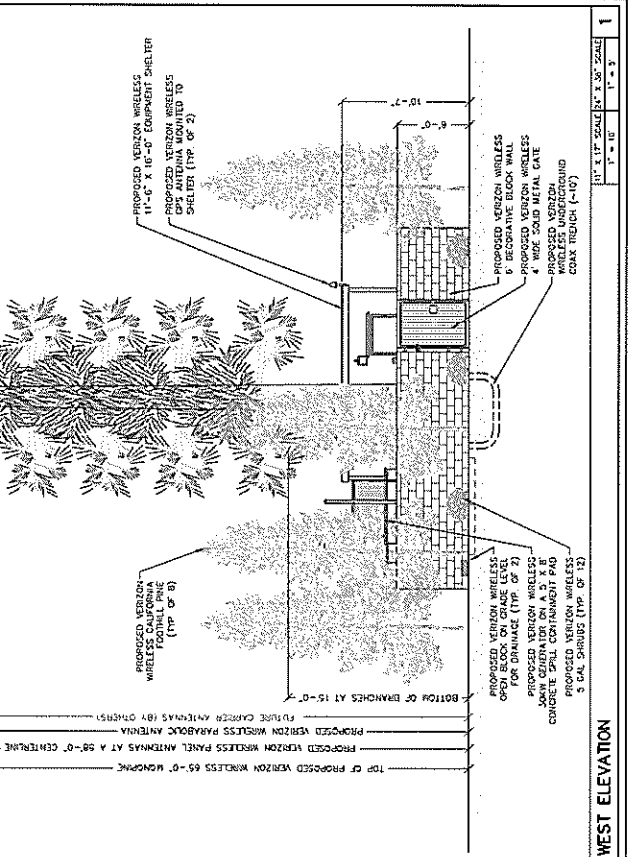 TOP OF PROPOSED VERIZON WIRELESS 65'-0" MONOPINE
PROPOSED VERIZON WIRELESS PANEL ANTENNAS AT A 58'-0" CENTERLINE
PROPOSED VERIZON WIRELESS PARABOLIC ANTENNA
FUTURE CARRIER ANTENNAS (BY OTHERS)
BOTTOM OF BRANCHES AT 15'-0"
PROPOSED VERIZON
WIRELESS CALIFORNIA
FOOTHILL PINE
(TYP. OF 8)
PROPOSED VERIZON WIRELESS
11'-6" X 16'-0" EQUIPMENT SHELTER
PROPOSED VERIZON WIRELESS
GPS ANTENNA MOUNTED TO
SHELTER (TYP. OF 2)
10'-7"
6'-0"
PROPOSED VERIZON WIRELESS
OPEN BLOCK ON GRADE LEVEL
FOR DRAINAGE (TYP. OF 2)
PROPOSED VERIZON WIRELESS
30KW GENERATOR ON A 5' X 8'
CONCRETE SPILL CONTAINMENT PAD
PROPOSED VERIZON WIRELESS
5 GAL SHRUBS (TYP. OF 12)
PROPOSED VERIZON WIRELESS
6' DECORATIVE BLOCK WALL
PROPOSED VERIZON WIRELESS
4' WIDE SOLID METAL GATE
PROPOSED VERIZON
WIRELESS UNDERGROUND
COAX TRENCH (~10')
WEST ELEVATION
11" X 17" SCALE
1" = 10'
24" X 36" SCALE
1" = 5'
1